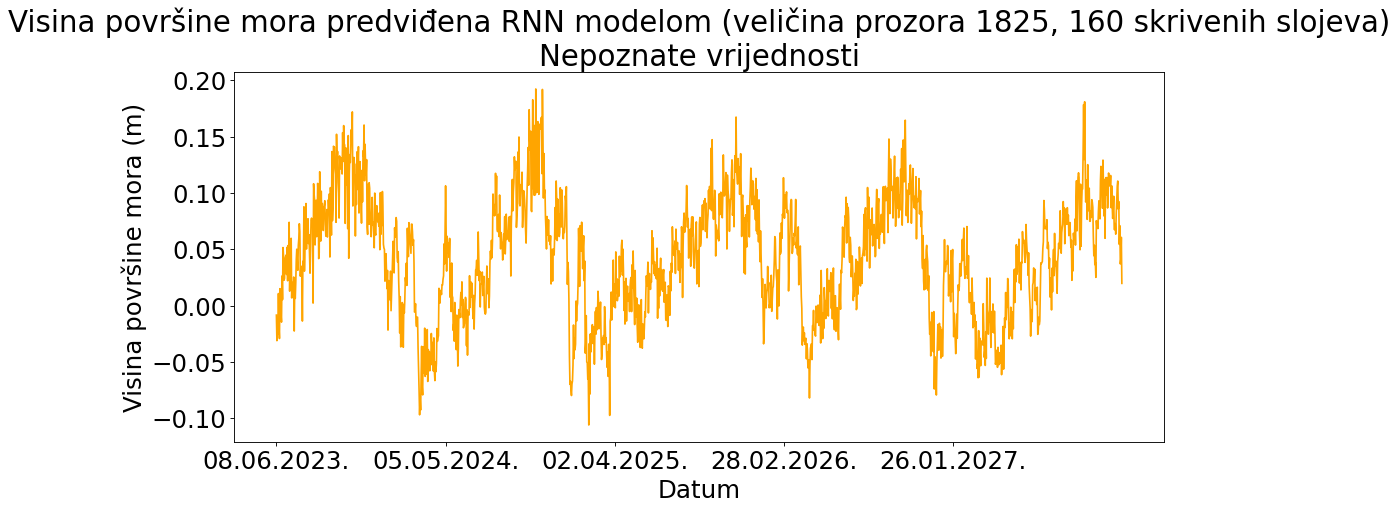 Visina površine mora predviđena RNN modelom (veličina prozora 1825, 160 skrivenih slojeva)
Nepoznate vrijednosti
0.20
0.15
0.10
0.05
0.00
−0.05
−0.10
Visina površine mora (m)
08.06.2023. 05.05.2024. 02.04.2025. 28.02.2026. 26.01.2027.
Datum